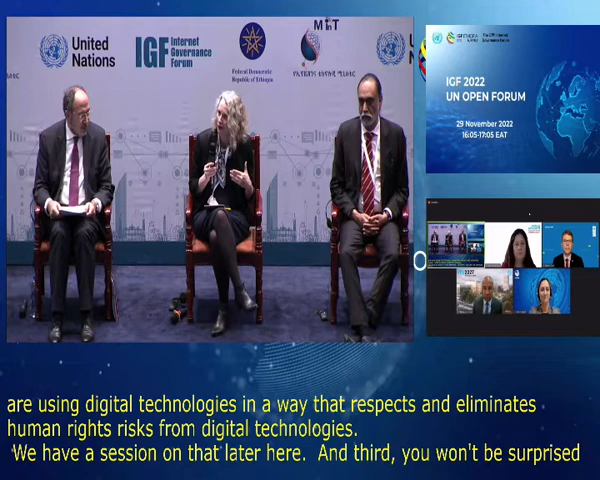 United
Nations
IGF Internet
Governance
Forum
Federal Democratic
Republic of Ethiopia
MInT
UN
Na
IGF 2022
UN OPEN FORUM
29 November 2022
16:05-17:05 EAT
are using digital technologies in a way that respects and eliminates
human rights risks from digital technologies.
We have a session on that later here.  And third, you won't be surprised